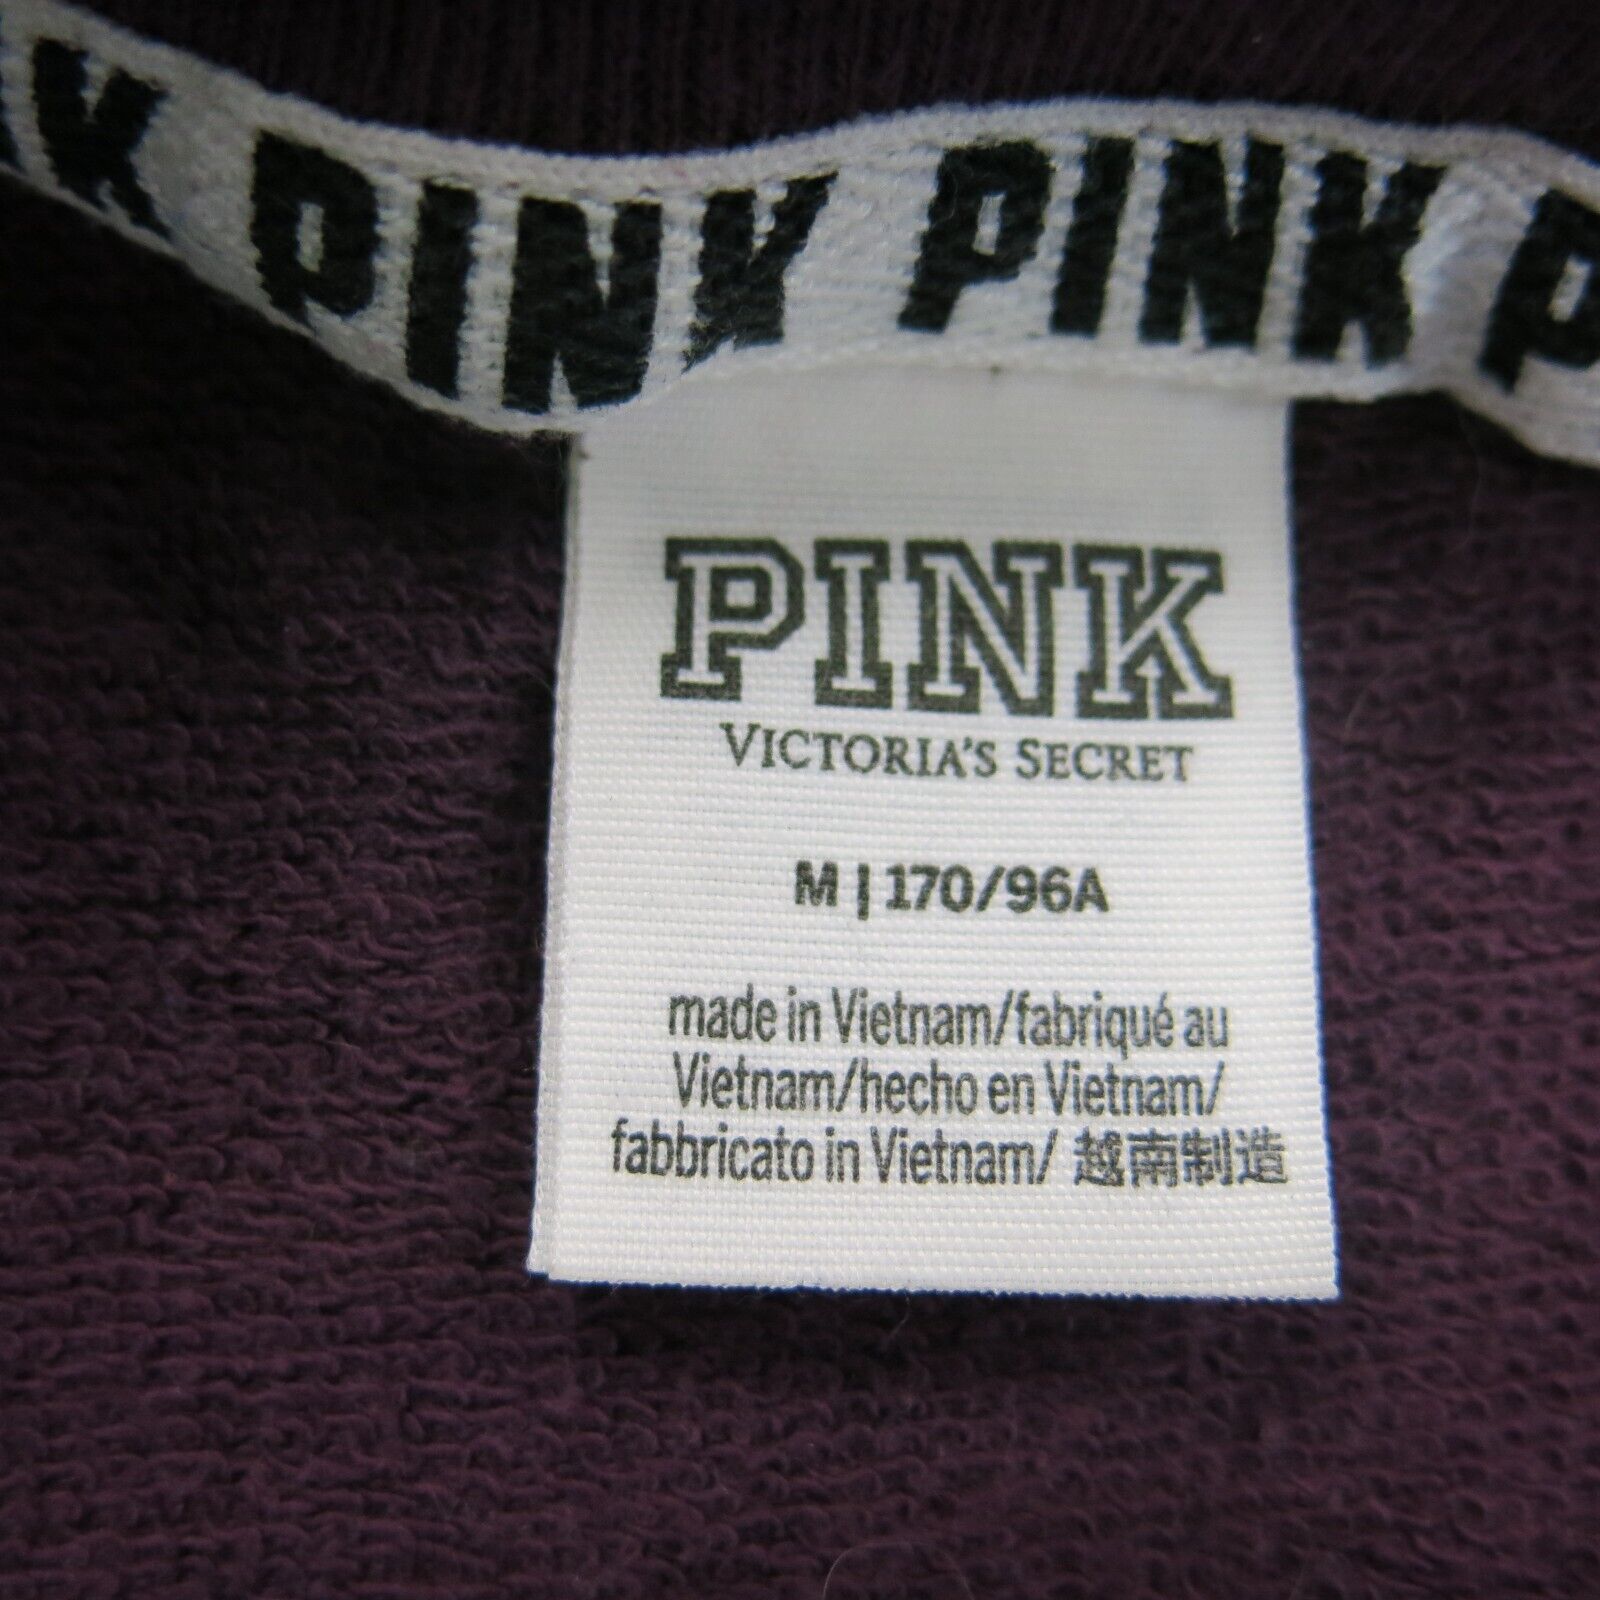 K PINK PINK P
PINK
VICTORIA'S SECRET
M | 170/96A
made in Vietnam/fabriqué au
Vietnam/hecho en Vietnam/
fabbricato in Vietnam/ 越南制造